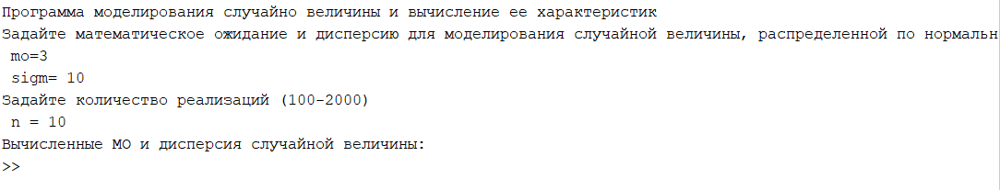 Программа моделирования случайно величины и вычисление ее характеристик
Задайте математическое ожидание и дисперсию для моделирования случайной величины, распределенной по нормальн
mo=3
sigm= 10
Задайте количество реализаций (100-2000)
n = 10
Вычисленные МО и дисперсия случайной величины:
>>